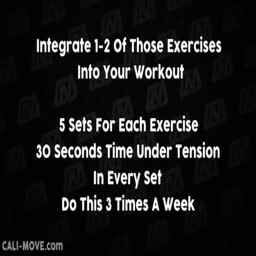 Integrate 1-2 Of Those Exercises
Into Your Workout
5 Sets For Each Exercise
30 Seconds Time Under Tension
In Every Set
Do This 3 Times A Week
CALI-MOVE.COM